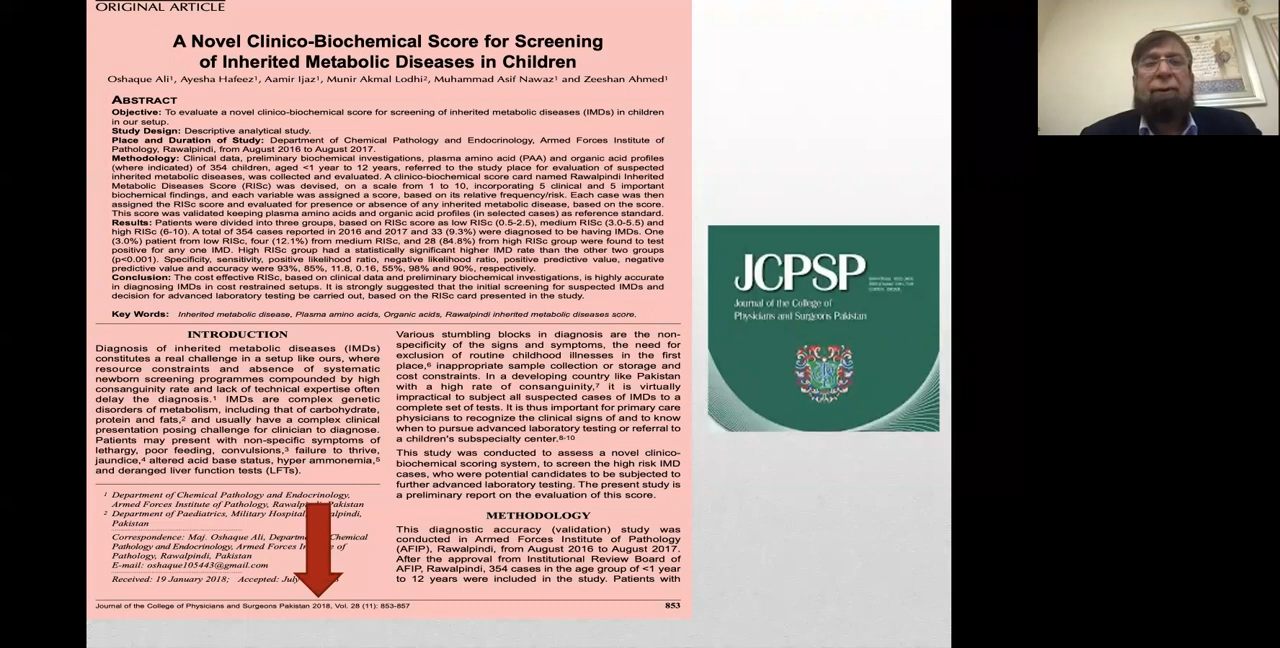 ORIGINAL ARTICLE
A Novel Clinico-Biochemical Score for Screening
of Inherited Metabolic Diseases in Children
Oshaque Ali1, Ayesha Hafeez1, Aamir Ijaz1, Munir Akmal Lodhi2, Muhammad Asif Nawaz1 and Zeeshan Ahmed1
ABSTRACT
Objective: To evaluate a novel clinico-biochemical score for screening of inherited metabolic diseases (IMDs) in children
in our setup.
Study Design: Descriptive analytical study.
Place and Duration of Study: Department of Chemical Pathology and Endocrinology, Armed Forces Institute of
Pathology, Rawalpindi, from August 2016 to August 2017.
Methodology: Clinical data, preliminary biochemical investigations, plasma amino acid (PAA) and organic acid profiles
(where indicated) of 354 children, aged <1 year to 12 years, referred to the study place for evaluation of suspected
inherited metabolic diseases, was collected and evaluated. A clinico-biochemical score card named Rawalpindi Inherited
Metabolic Diseases Score (RISc) was devised, on a scale from 1 to 10, incorporating 5 clinical and 5 important
biochemical findings, and each variable was assigned a score, based on its relative frequency/risk. Each case was then
assigned the RISc score and evaluated for presence or absence of any inherited metabolic disease, based on the score.
This score was validated keeping plasma amino acids and organic acid profiles (in selected cases) as reference standard.
Results: Patients were divided into three groups, based on RISc score as low RISc (0.5-2.5), medium RISc (3.0-5.5) and
high RISc (6-10). A total of 354 cases reported in 2016 and 2017 and 33 (9.3%) were diagnosed to be having IMDs. One
(3.0%) patient from low RISc, four (12.1%) from medium RISc, and 28 (84.8%) from high RISc group were found to test
positive for any one IMD. High RISc group had a statistically significant higher IMD rate than the other two groups
(p<0.001). Specificity, sensitivity, positive likelihood ratio, negative likelihood ratio, positive predictive value, negative
predictive value and accuracy were 93%, 85%, 11.8, 0.16, 55%, 98% and 90%, respectively.
Conclusion: The cost effective RISc, based on clinical data and preliminary biochemical investigations, is highly accurate
in diagnosing IMDs in cost restrained setups. It is strongly suggested that the initial screening for suspected IMDs and
decision for advanced laboratory testing be carried out, based on the RISc card presented in the study.
Key Words: Inherited metabolic disease, Plasma amino acids, Organic acids, Rawalpindi inherited metabolic diseases score.
INTRODUCTION
Diagnosis of inherited metabolic diseases (IMDs)
constitutes a real challenge in a setup like ours, where
resource constraints and absence of systematic
newborn screening programmes compounded by high
consanguinity rate and lack of technical expertise often
delay the diagnosis.1 IMDs are complex genetic
disorders of metabolism, including that of carbohydrate,
protein and fats,2 and usually have a complex clinical
presentation posing challenge for clinician to diagnose.
Patients may present with non-specific symptoms of
lethargy, poor feeding, convulsions,3 failure to thrive,
jaundice,4 altered acid base status, hyper ammonemia,5
and deranged liver function tests (LFTs).
1 Department of Chemical Pathology and Endocrinology,
Armed Forces Institute of Pathology, Pakistan
2 Department of Paediatrics, Military Hospital,
Pakistan
Correspondence: Maj. Oshaque Ali, Chemical
Pathology and Endocrinology, Armed Forces of
Pathology, Rawalpindi, Pakistan
E-mail: oshaque105443@gmail.com
Received: 19 January 2018; Accepted:
Various stumbling blocks in diagnosis are the non-
specificity of the signs and symptoms, the need for
exclusion of routine childhood illnesses in the first
place,6 inappropriate sample collection or storage and
cost constraints. In a developing country like Pakistan
with a high rate of consanguinity,7 it is virtually
impractical to subject all suspected cases of IMDs to a
complete set of tests. It is thus important for primary care
physicians to recognize the clinical signs of and to know
when to pursue advanced laboratory testing or referral to
a children's subspecialty center.8-10
This study was conducted to assess a novel clinico-
biochemical scoring system, to screen the high risk IMD
cases, who were potential candidates to be subjected to
further advanced laboratory testing. The present study is
a preliminary report on the evaluation of this score.
METHODOLOGY
This diagnostic accuracy (validation) study was
conducted in Armed Forces Institute of Pathology
(AFIP), Rawalpindi, from August 2016 to August 2017.
After the approval from Institutional Review Board of
AFIP, Rawalpindi, 354 cases in the age group of <1 year
to 12 years were included in the study. Patients with
Journal of the College of Physicians and Surgeons Pakistan 2018, Vol. 28 (11): 853-857
853
JCPSP
Journal of the College of
Physicians and Surgeons Pakistan